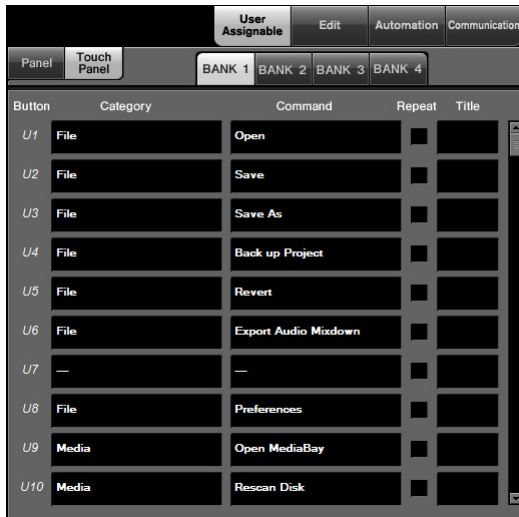 User Assignable Edit Automation Communication
Panel Touch Panel BANK 1 BANK 2 BANK 3 BANK 4
Button Category Command Repeat Title
U1 File Open
U2 File Save
U3 File Save As
U4 File Back up Project
U5 File Revert
U6 File Export Audio Mixdown
U7 — —
U8 File Preferences
U9 Media Open MediaBay
U10 Media Rescan Disk